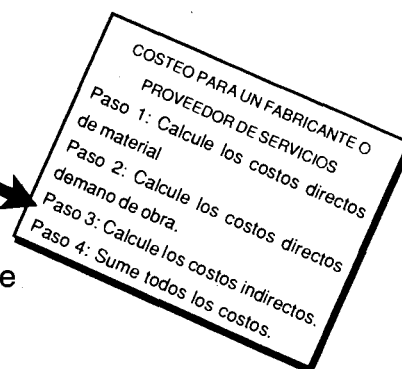 COSTEO PARA UN FABRICANTE O
PROVEEDOR DE SERVICIOS
Paso 1: Calcule los costos directos
de material
Paso 2: Calcule los costos directos
demano de obra.
Paso 3: Calcule los costos indirectos.
Paso 4: Sume todos los costos.
e